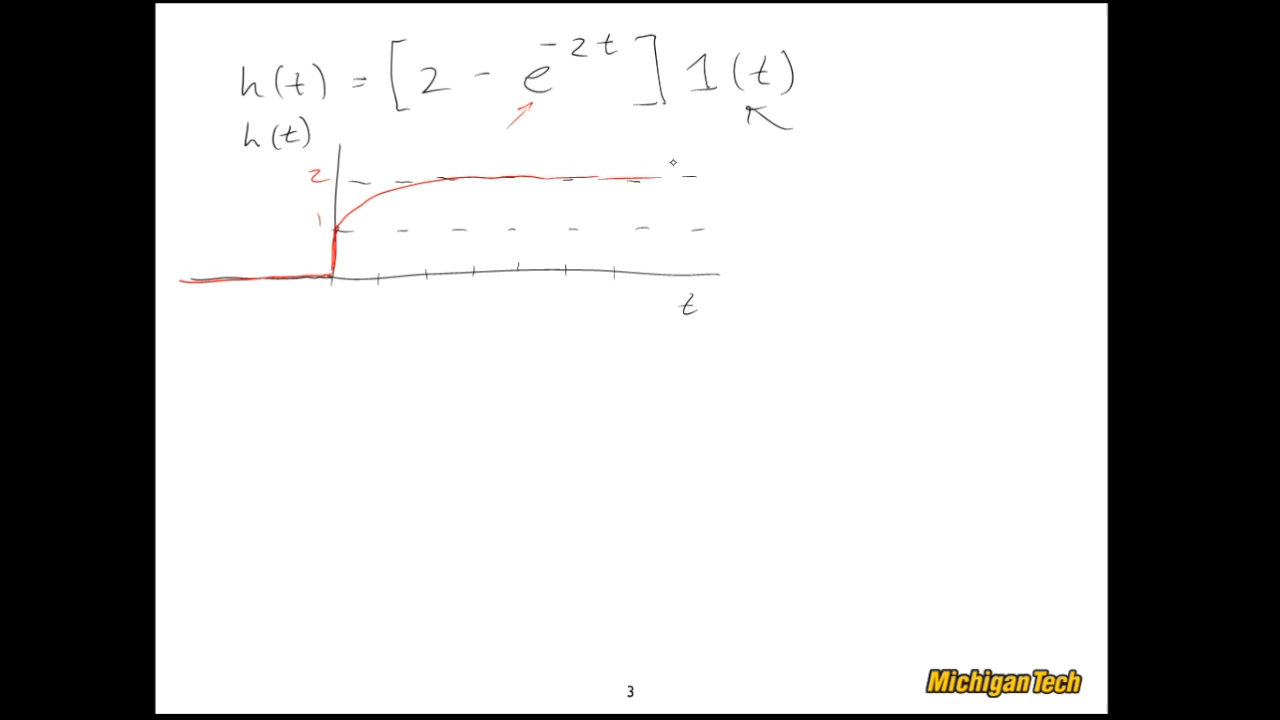 h(t) = [2 - e^{-2t}] 1(t)
h(t)
2
1
t
3
Michigan Tech